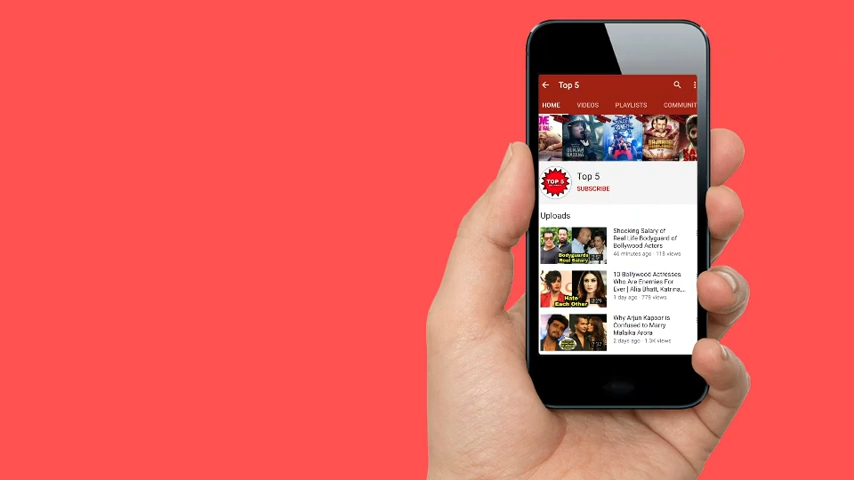 Top 5
HOME VIDEOS PLAYLISTS COMMUNIT
TOP 5
Top 5
SUBSCRIBE
Uploads
Shocking Salary of
Real Life Bodyguard of
Bollywood Actors
46 minutes ago · 118 views
Bodyguards
Real Salary
10 Bollywood Actresses
Who Are Enemies For
Ever | Alia Bhatt, Katrina,...
1 day ago · 775 views
Hate
Each Other
Why Arjun Kapoor is
Confused to Marry
Malaika Arora
2 days ago · 1.3K views